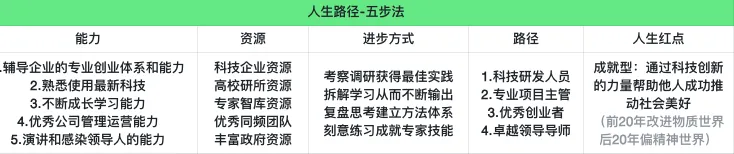 人生路径-五步法
能力
资源
进步方式
路径
人生红点
.辅导企业的专业创业体系和能力
2.熟悉使用最新科技
3.不断成长学习能力
4.优秀公司管理运营能力
5.演讲和感染领导人的能力
科技企业资源
高校研所资源
专家智库资源
优秀同频团队
丰富政府资源
考察调研获得最佳实践
拆解学习从而不断输出
复盘思考建立方法体系
刻意练习成就专家技能
1.科技研发人员
2.专业项目主管
3.优秀创业者
4.卓越领导导师
成就型：通过科技创新
的力量帮助他人成功推
动社会美好
（前20年改进物质世界
后20年偏精神世界）